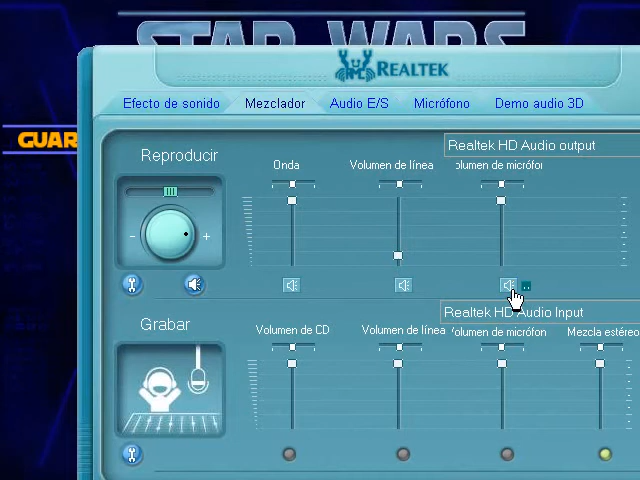 STAR WARS
REALTEK
Efecto de sonido Mezclador Audio E/S Micrófono Demo audio 3D
GUAR
Realtek HD Audio output
Reproducir
Onda Volumen de línea olumen de micrófor
- +
Realtek HD Audio Input
Grabar
Volumen de CD Volumen de línea olumen de micrófon Mezcla estéreo